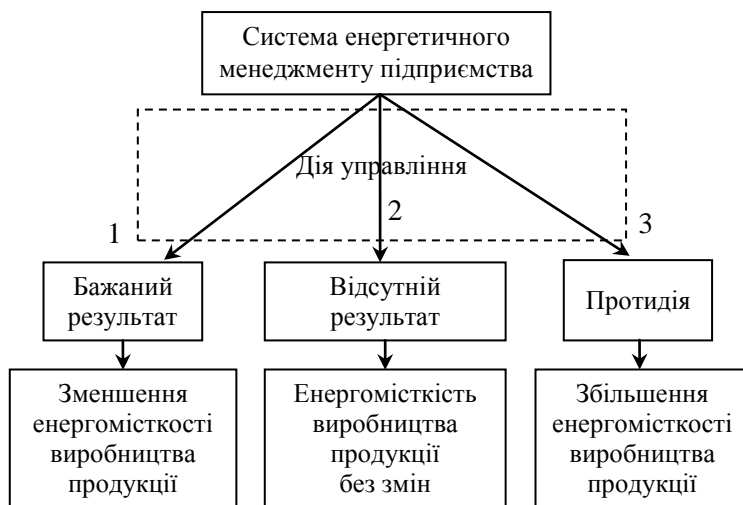 Система енергетичного
менеджменту підприємства
Дія управління
1
2
3
Бажаний
результат
Відсутній
результат
Протидія
Зменшення
енергомісткості
виробництва
продукції
Енергомісткість
виробництва
продукції
без змін
Збільшення
енергомісткості
виробництва
продукції